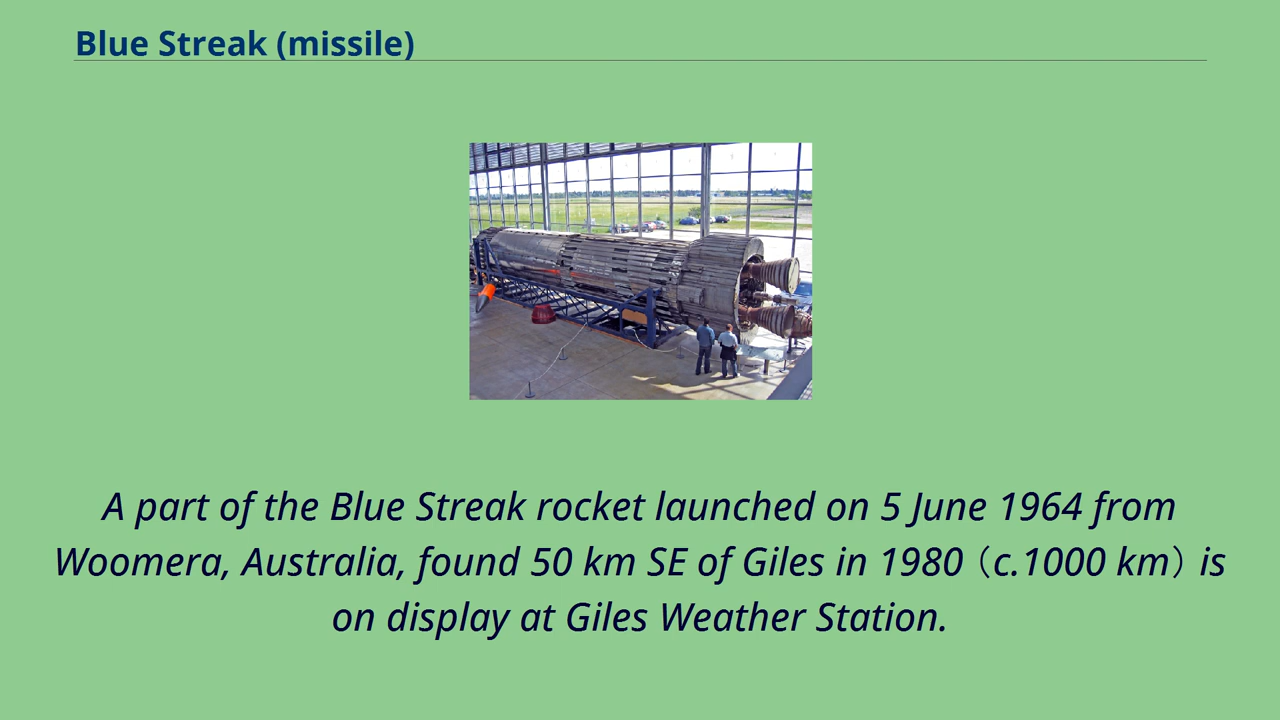 Blue Streak (missile)
A part of the Blue Streak rocket launched on 5 June 1964 from
Woomera, Australia, found 50 km SE of Giles in 1980（c.1000 km）is
on display at Giles Weather Station.